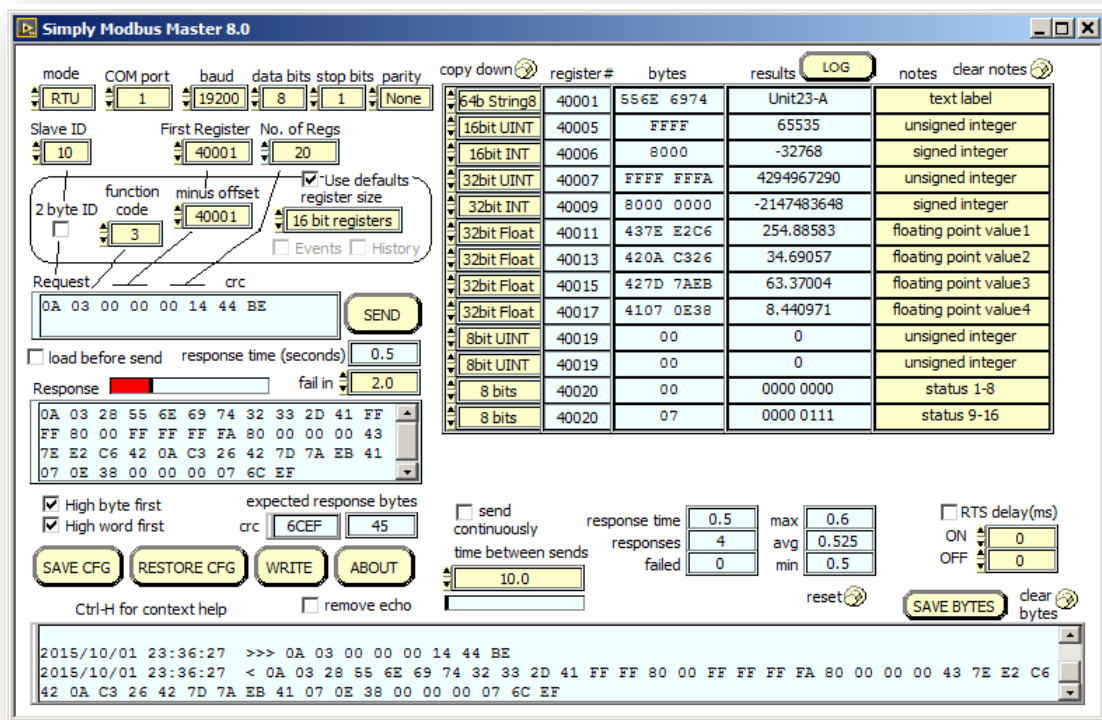 Simply Modbus Master 8.0
mode COM port baud data bits stop bits parity
RTU 1 19200 8 1 None
Slave ID First Register No. of Regs
10 40001 20
2 byte ID function code minus offset Use defaults register size
3 40001 16 bit registers
Events History
Request crc
0A 03 00 00 00 14 44 BE
SEND
load before send response time (seconds) 0.5
Response fail in 2.0
0A 03 28 55 6E 69 74 32 33 2D 41 FF
FF 80 00 FF FF FF FA 80 00 00 00 43
7E E2 C6 42 0A C3 26 42 7D 7A EB 41
07 0E 38 00 00 00 07 6C EF
High byte first expected response bytes
High word first crc 6CEF 45
SAVE CFG RESTORE CFG WRITE ABOUT
Ctrl-H for context help remove echo
copy down register# bytes results LOG notes clear notes
64b String8 40001 556E 6974 Unit23-A text label
16bit UINT 40005 FFFF 65535 unsigned integer
16bit INT 40006 8000 -32768 signed integer
32bit UINT 40007 FFFF FFFA 4294967290 unsigned integer
32bit INT 40009 8000 0000 -2147483648 signed integer
32bit Float 40011 437E E2C6 254.88583 floating point value1
32bit Float 40013 420A C326 34.69057 floating point value2
32bit Float 40015 427D 7AEB 63.37004 floating point value3
32bit Float 40017 4107 0E38 8.440971 floating point value4
8bit UINT 40019 00 0 unsigned integer
8bit UINT 40019 00 0 unsigned integer
8 bits 40020 00 0000 0000 status 1-8
8 bits 40020 07 0000 0111 status 9-16
send continuously
time between sends
10.0
response time 0.5 max 0.6
responses 4 avg 0.525
failed 0 min 0.5
reset
RTS delay(ms)
ON 0
OFF 0
SAVE BYTES clear bytes
2015/10/01 23:36:27 >>> 0A 03 00 00 00 14 44 BE
2015/10/01 23:36:27 < 0A 03 28 55 6E 69 74 32 33 2D 41 FF FF 80 00 FF FF FF FA 80 00 00 00 43 7E E2 C6
42 0A C3 26 42 7D 7A EB 41 07 0E 38 00 00 00 07 6C EF